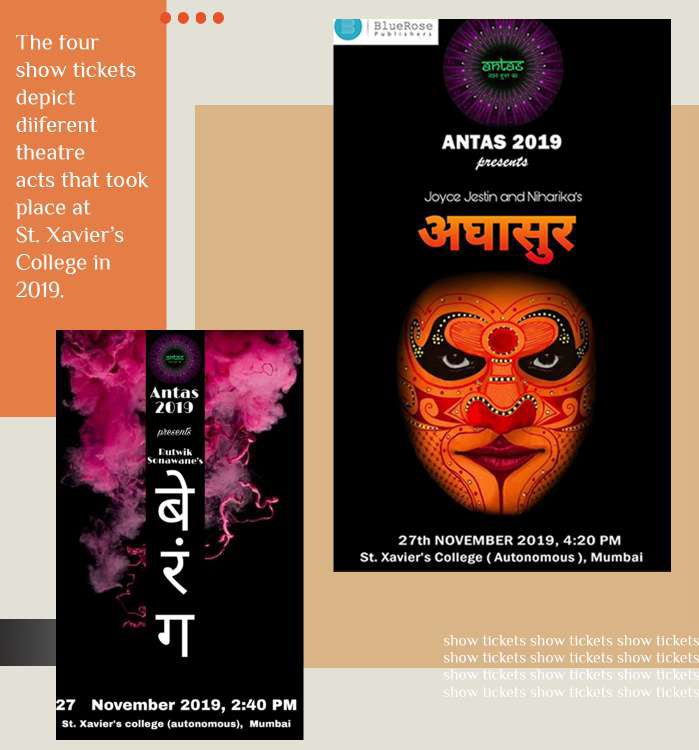 The four
show tickets
depict
diiferent
theatre
acts that took
place at
St. Xavier's
College in
2019.
BlueRose
Publishers
antas
ANTAS 2019
presents
Joyce Jestin and Niharika's
अघासुर
27th NOVEMBER 2019, 4:20 PM
St. Xavier's College ( Autonomous ), Mumbai
antas
Antas
2019
presents
Rutwik
Sonawane's
बेरंग
27 November 2019, 2:40 PM
St. Xavier's college (autonomous), Mumbai
show tickets show tickets show tickets
show tickets show tickets show tickets
show tickets show tickets show tickets
show tickets show tickets show tickets